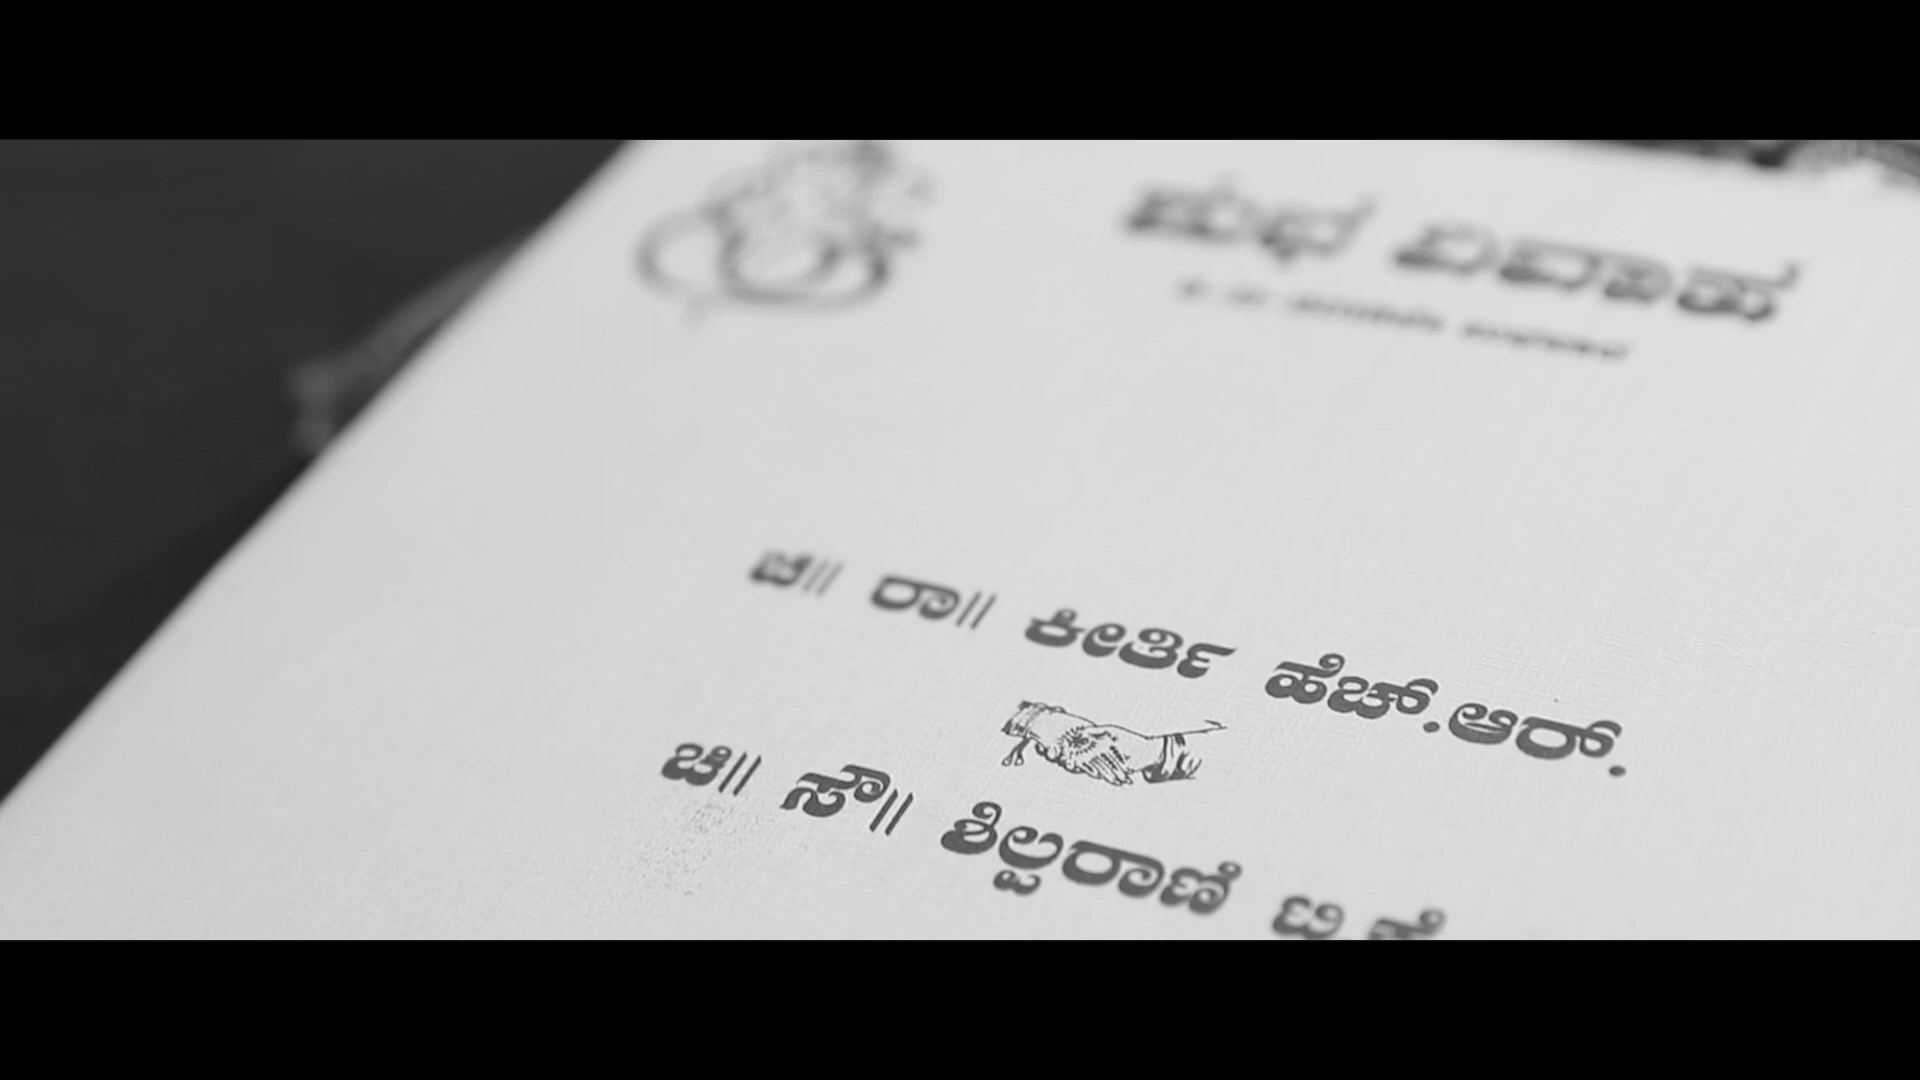 ಶುಭ ವಿವಾಹ
ಚಿ|| ರಾ|| ಕೀರ್ತಿ ಹೆಚ್.ಆರ್.
ಚಿ|| ಸೌ|| ಶಿಲ್ಪರಾಣಿ ಟಿ.ಕೆ